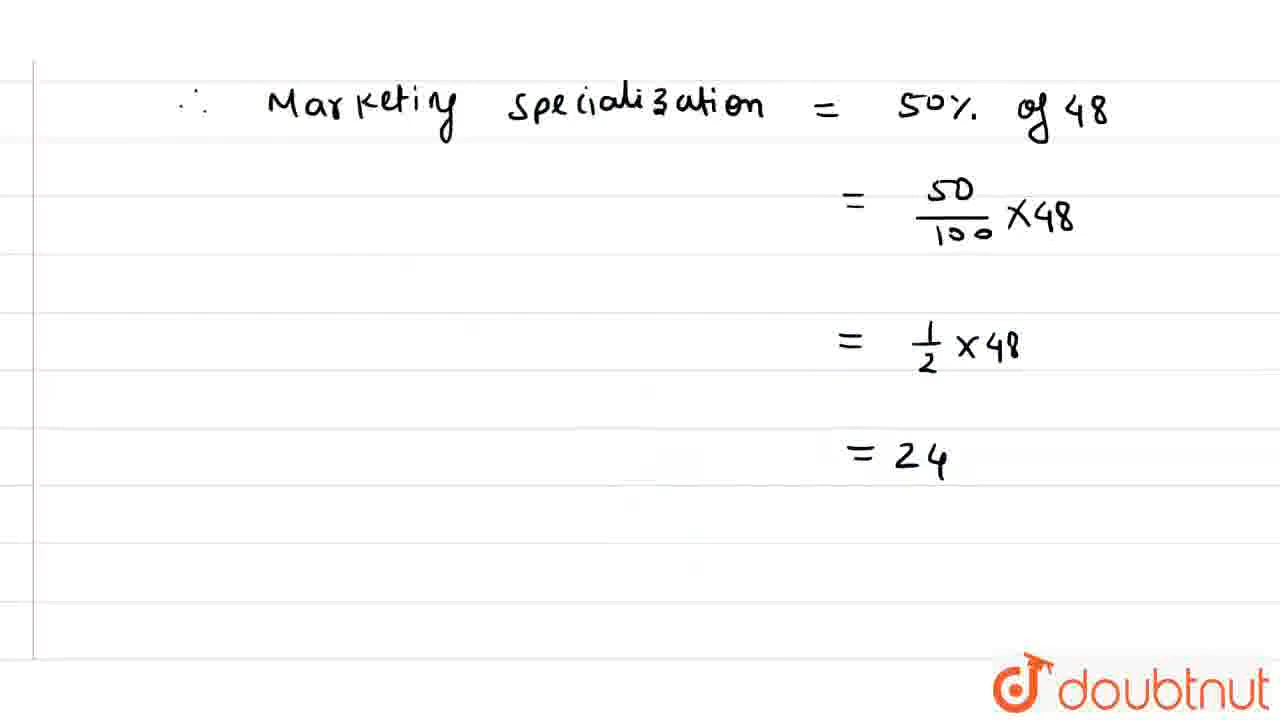 ∴ Marketing specialization = 50% of 48
= 50/100 × 48
= 1/2 × 48
= 24
doubtnut